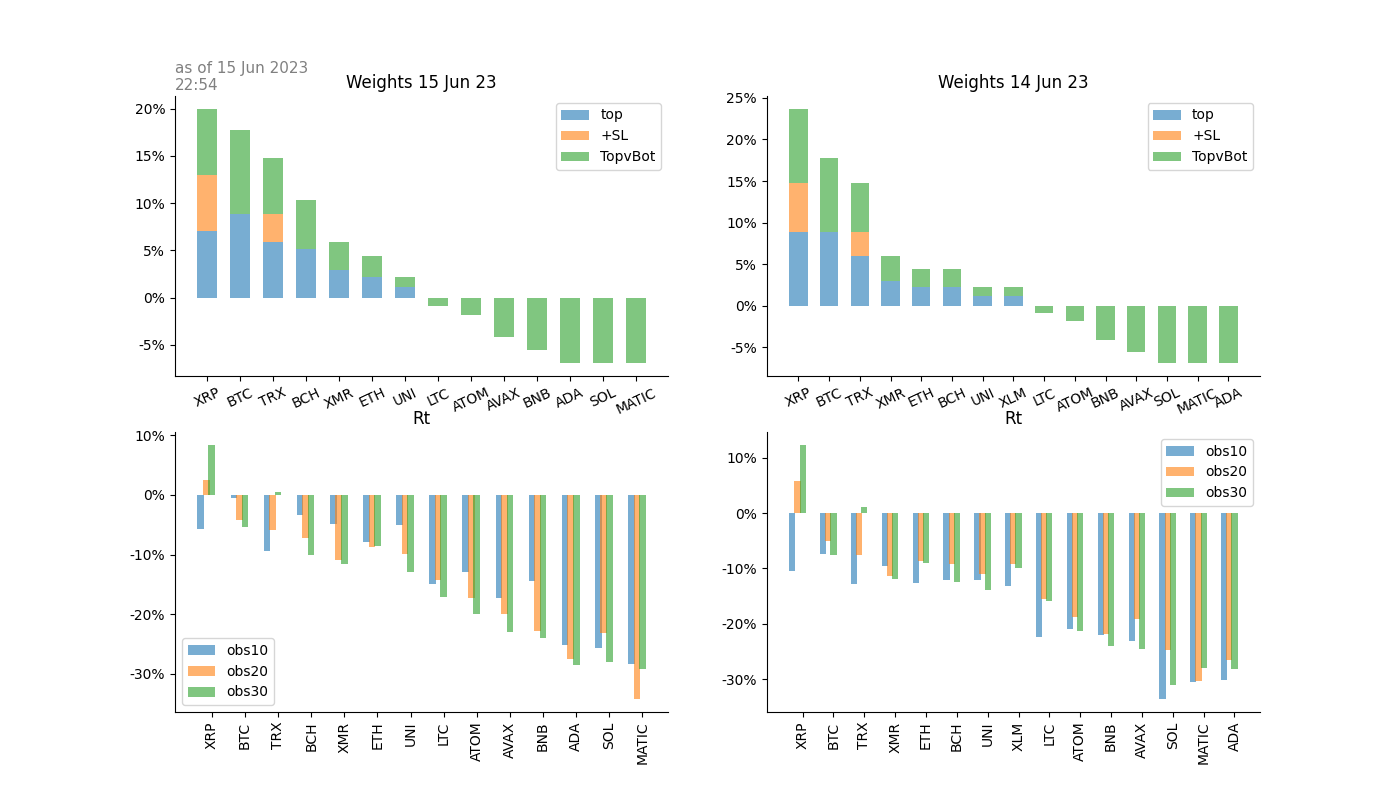 as of 15 Jun 2023
22:54
Weights 15 Jun 23
20%
15%
10%
5%
0%
-5%
top
+SL
TopvBot
XRP BTC TRX BCH XMR ETH UNI LTC ATOM AVAX BNB ADA SOL MATIC
Weights 14 Jun 23
25%
20%
15%
10%
5%
0%
-5%
top
+SL
TopvBot
XRP BTC TRX XMR ETH BCH UNI XLM LTC ATOM BNB AVAX SOL MATIC ADA
Rt
10%
0%
-10%
-20%
-30%
obs10
obs20
obs30
XRP BTC TRX BCH XMR ETH UNI LTC ATOM AVAX BNB ADA SOL MATIC
Rt
10%
0%
-10%
-20%
-30%
obs10
obs20
obs30
XRP BTC TRX XMR ETH BCH UNI XLM LTC ATOM BNB AVAX SOL MATIC ADA